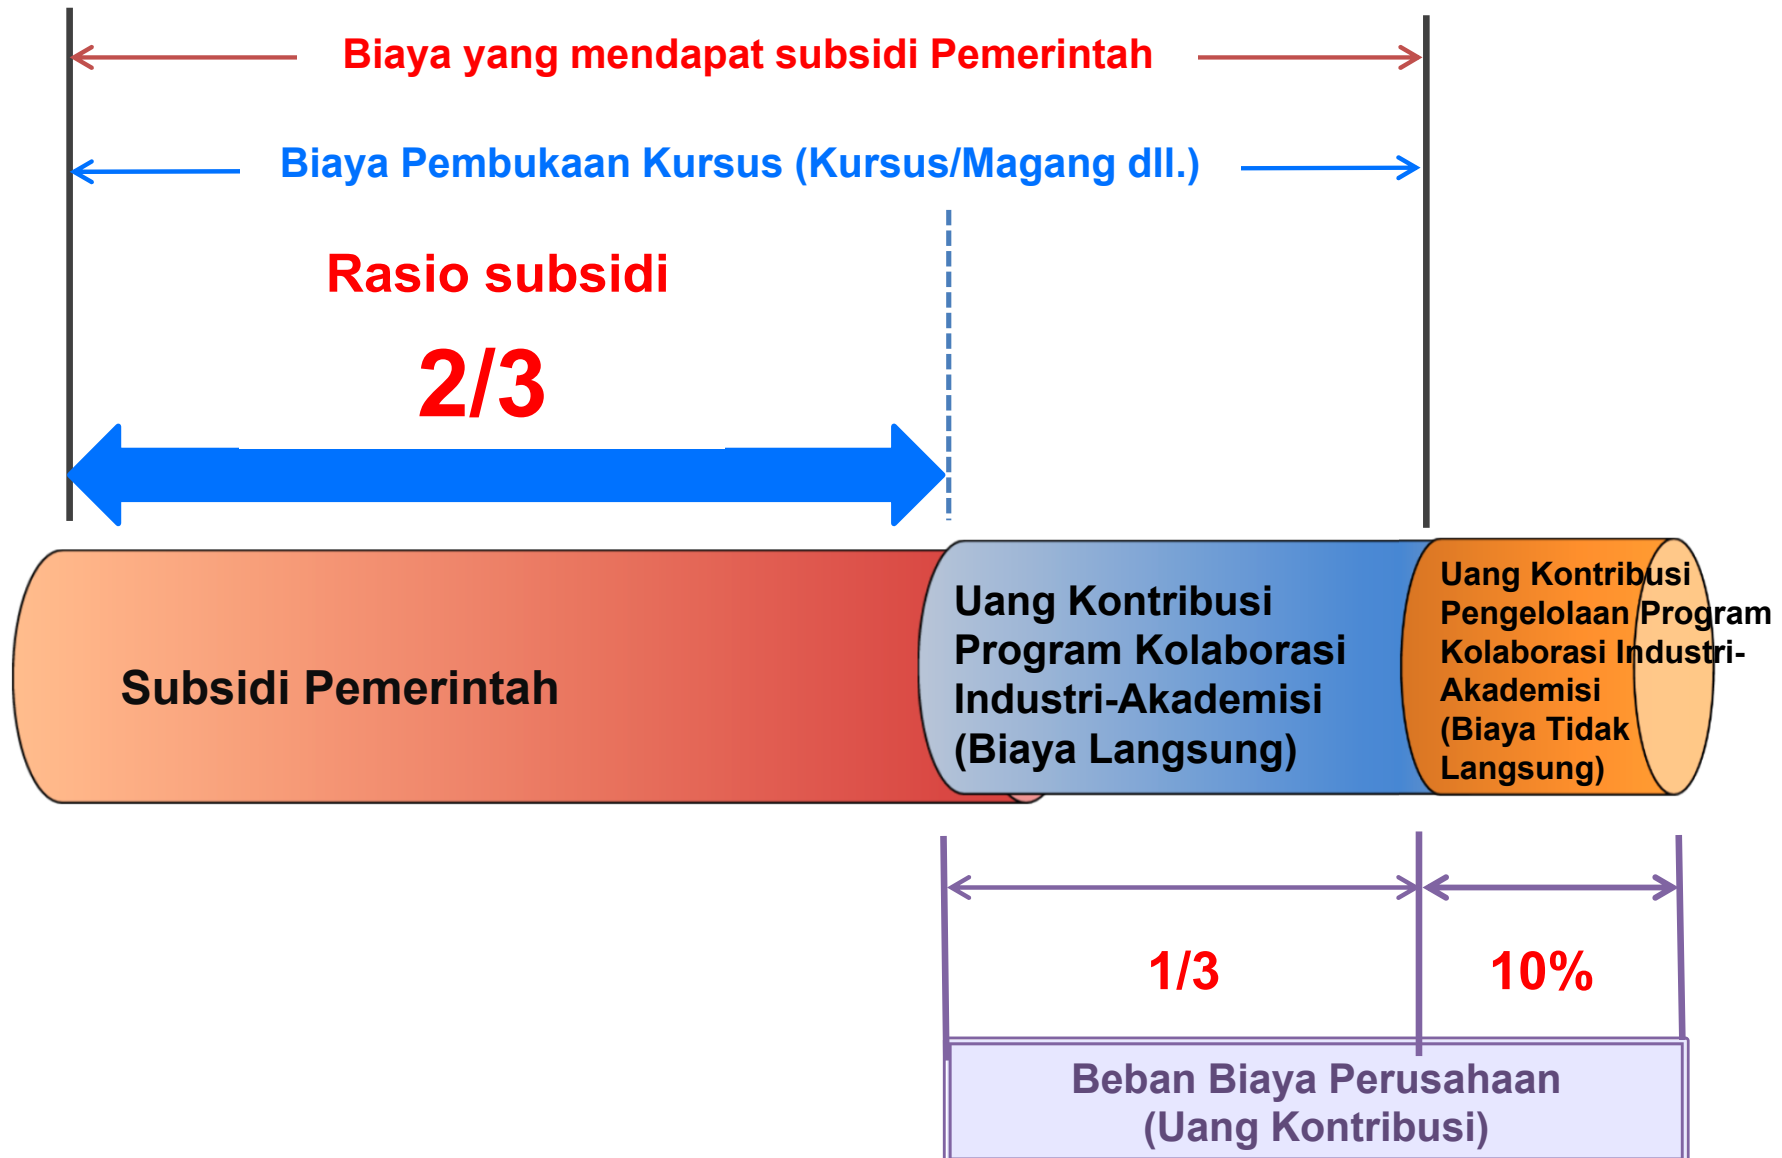 Biaya yang mendapat subsidi Pemerintah
Biaya Pembukaan Kursus (Kursus/Magang dll.)
Rasio subsidi
2/3
Subsidi Pemerintah
Uang Kontribusi
Program Kolaborasi
Industri-Akademisi
(Biaya Langsung)
Uang Kontribusi
Pengelolaan Program
Kolaborasi Industri-
Akademisi
(Biaya Tidak
Langsung)
1/3
10%
Beban Biaya Perusahaan
(Uang Kontribusi)